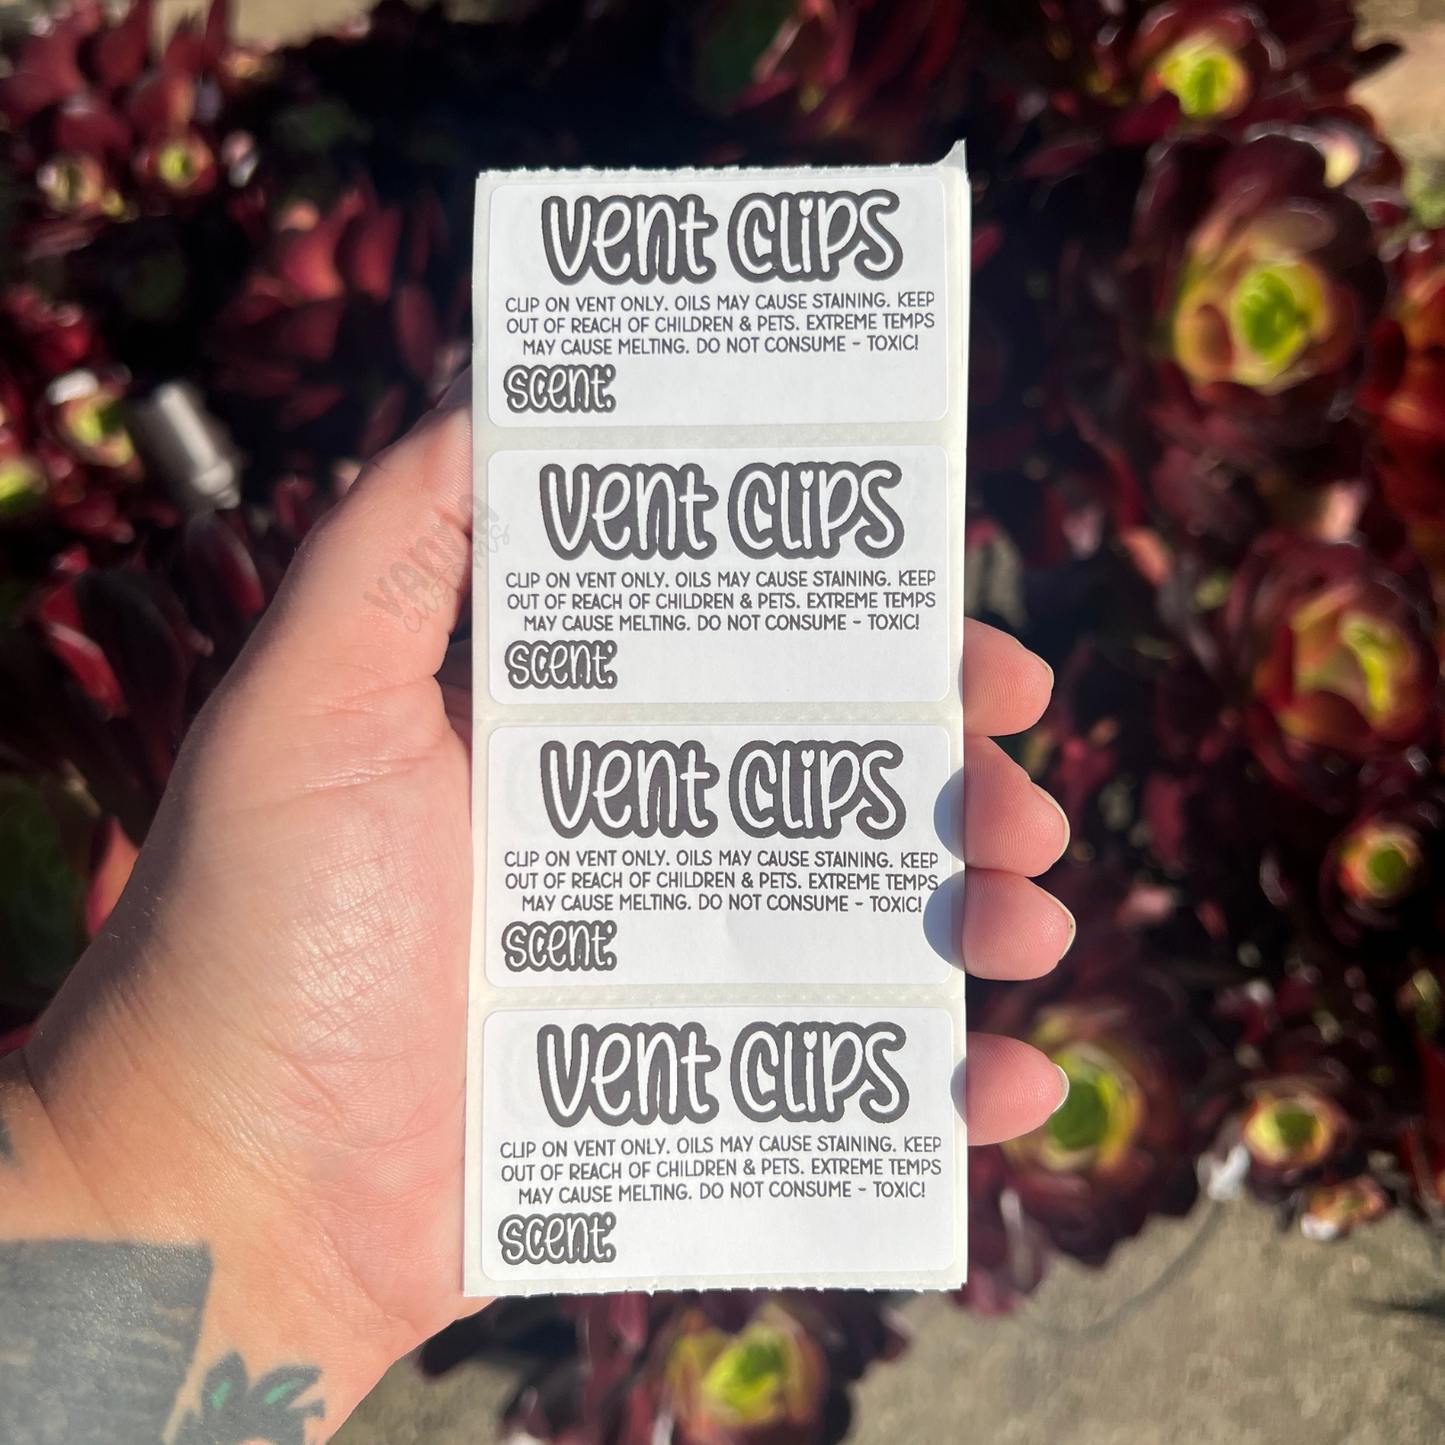 Vent Clips
CLIP ON VENT ONLY. OILS MAY CAUSE STAINING. KEEP
OUT OF REACH OF CHILDREN & PETS. EXTREME TEMPS
MAY CAUSE MELTING. DO NOT CONSUME - TOXIC!
scent:
Vent Clips
CLIP ON VENT ONLY. OILS MAY CAUSE STAINING. KEEP
OUT OF REACH OF CHILDREN & PETS. EXTREME TEMPS
MAY CAUSE MELTING. DO NOT CONSUME - TOXIC!
scent:
VANILLA
customs
Vent Clips
CLIP ON VENT ONLY. OILS MAY CAUSE STAINING. KEEP
OUT OF REACH OF CHILDREN & PETS. EXTREME TEMPS
MAY CAUSE MELTING. DO NOT CONSUME - TOXIC!
scent:
Vent Clips
CLIP ON VENT ONLY. OILS MAY CAUSE STAINING. KEEP
OUT OF REACH OF CHILDREN & PETS. EXTREME TEMPS
MAY CAUSE MELTING. DO NOT CONSUME - TOXIC!
scent: